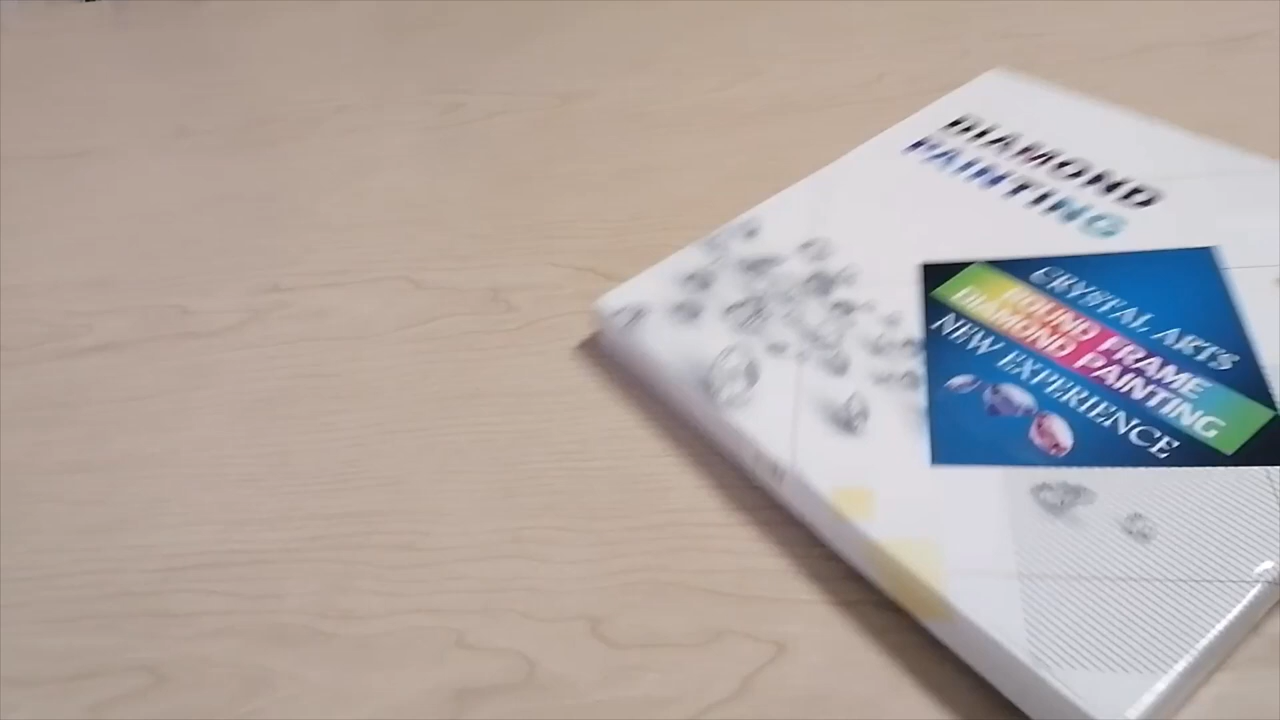 DIAMOND
PAINTING
CRYSTAL ARTS
ROUND FRAME
DIAMOND PAINTING
NEW EXPERIENCE